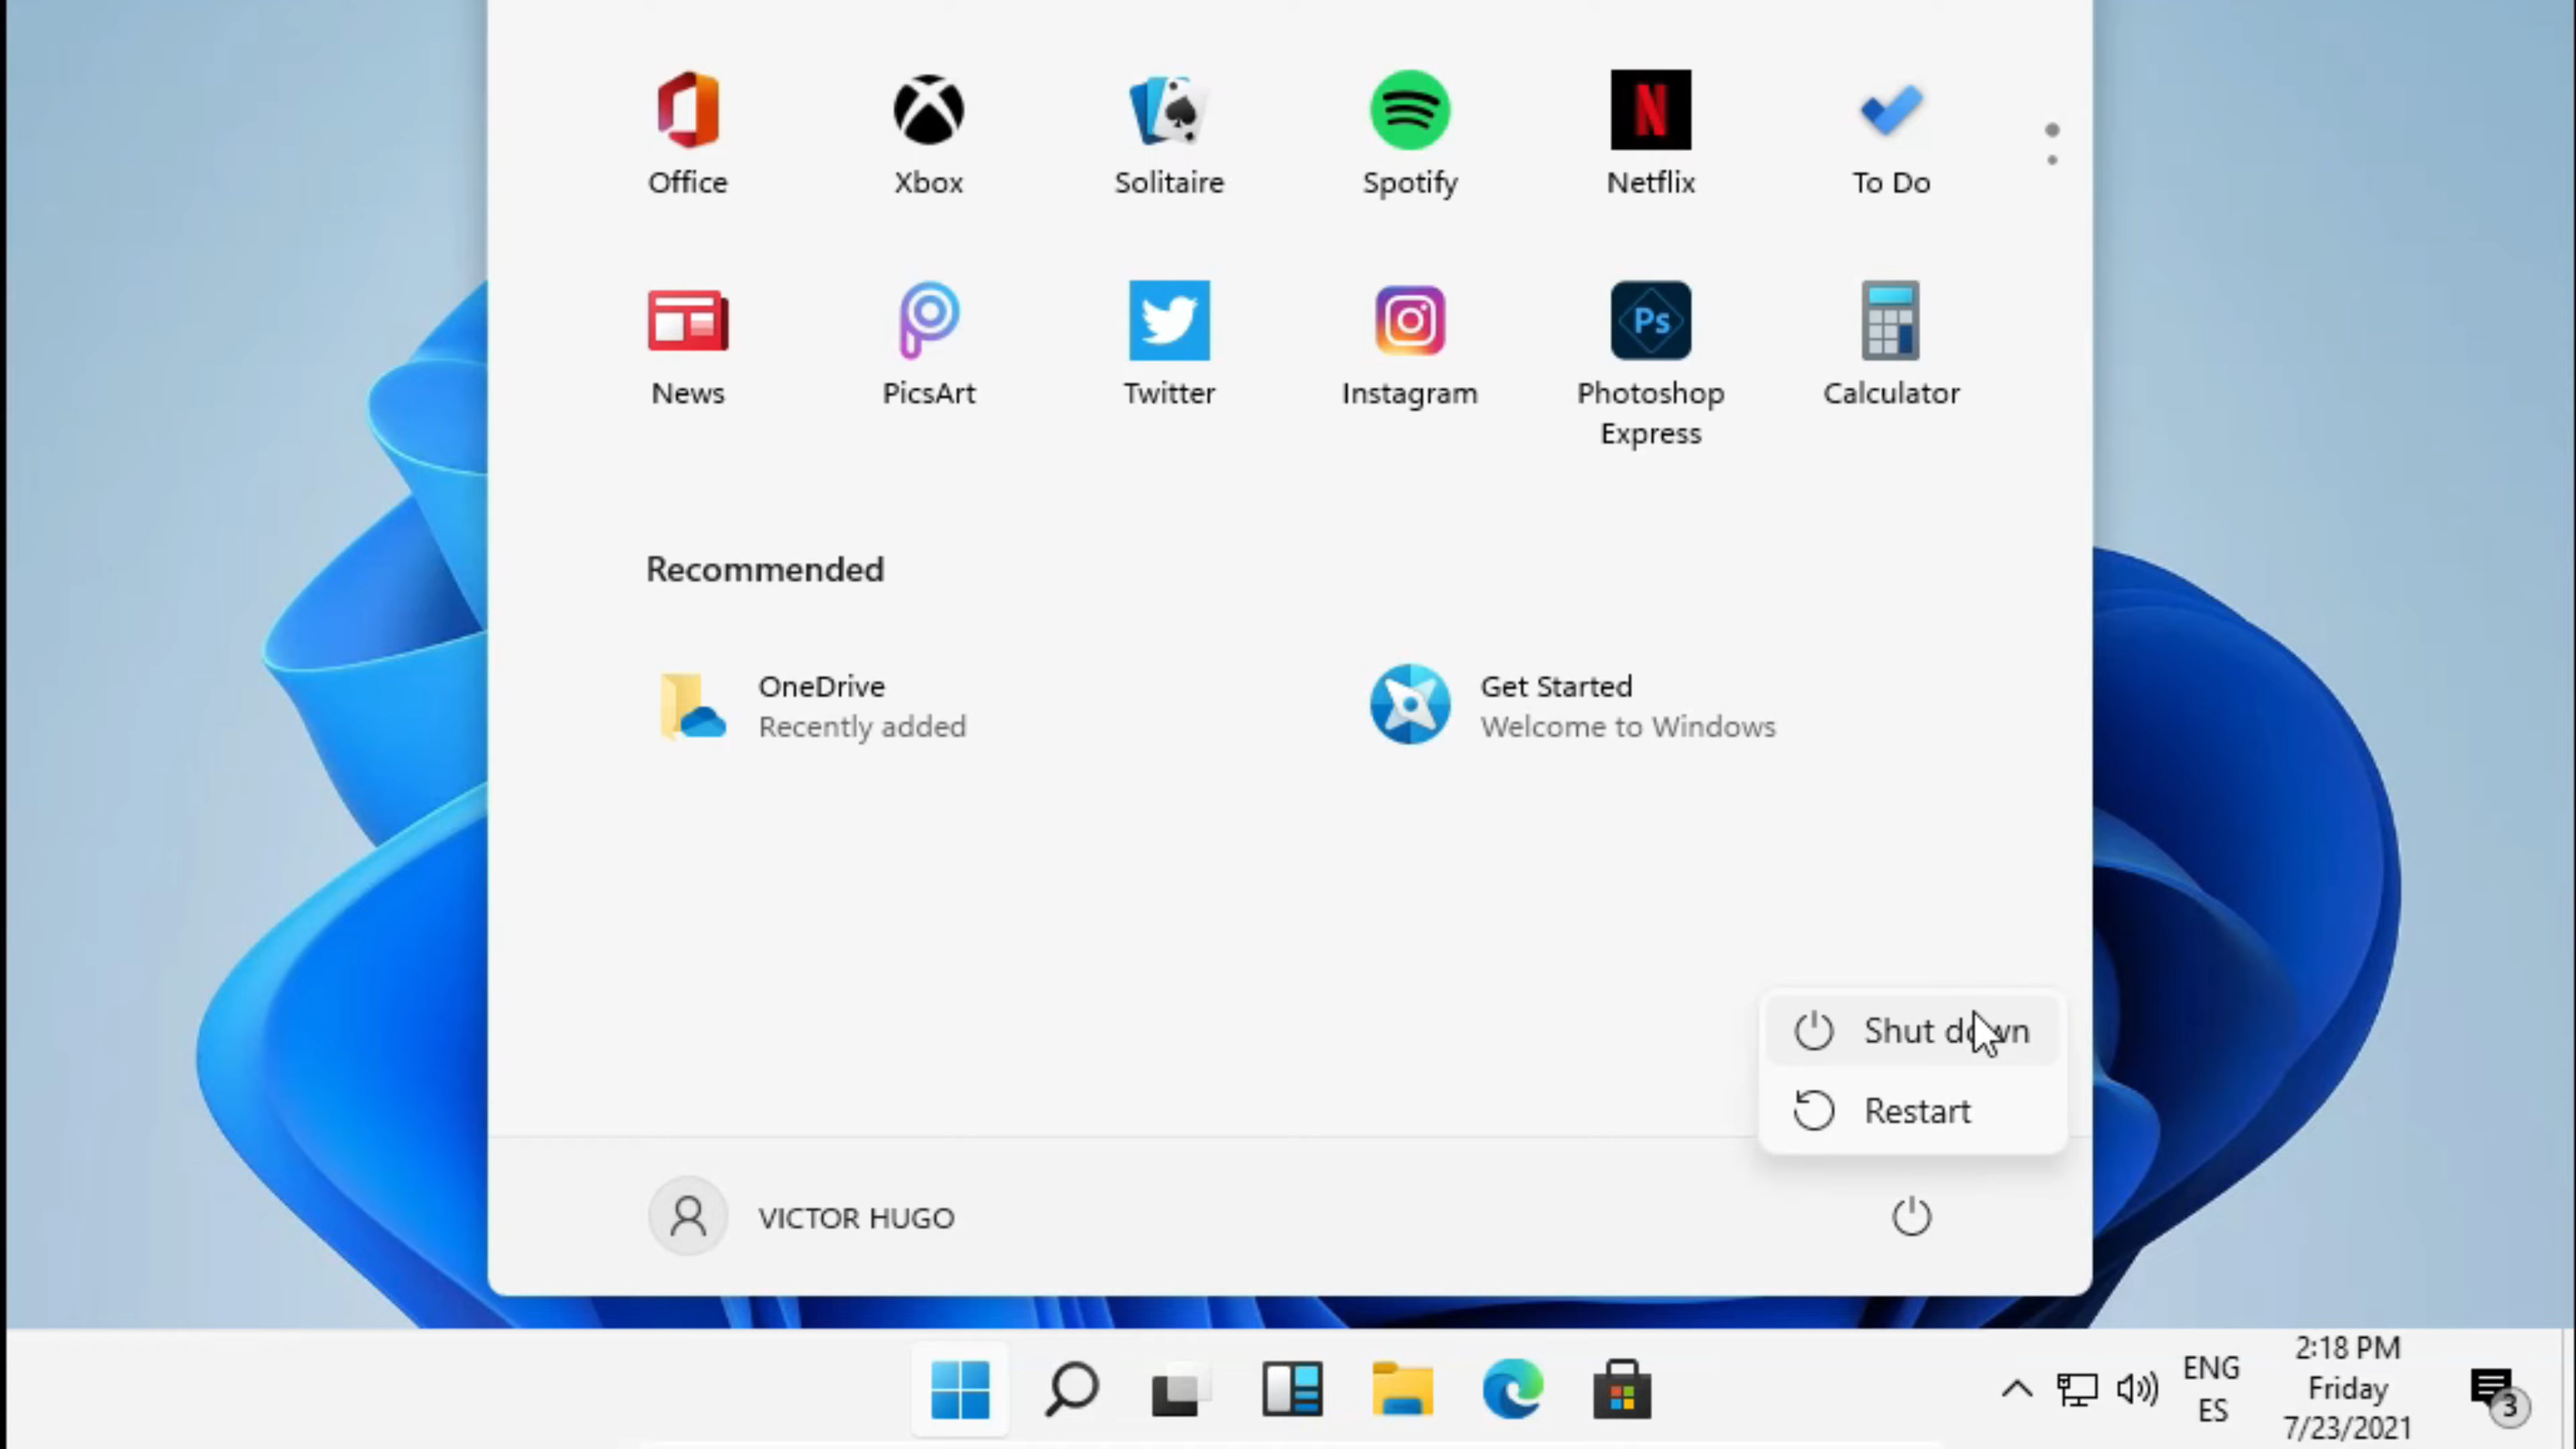 Office Xbox Solitaire Spotify Netflix To Do
News PicsArt Twitter Instagram Photoshop Calculator
Express
Recommended
OneDrive Get Started
Recently added Welcome to Windows
Shut down
Restart
VICTOR HUGO
2:18 PM
ENG
Friday
ES
7/23/2021
3
N
Ps